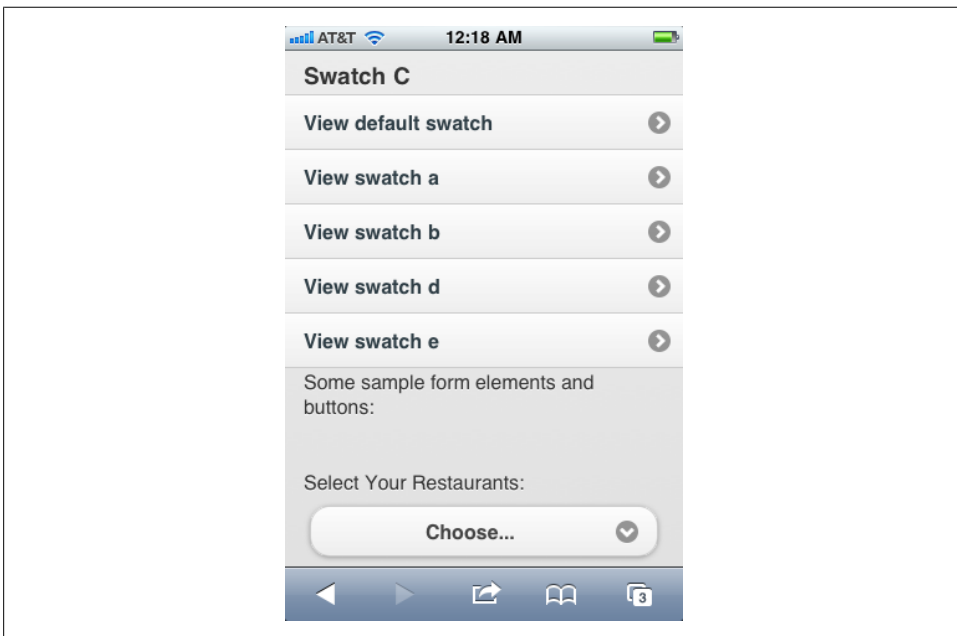 AT&T 12:18 AM
Swatch C
View default swatch
View swatch a
View swatch b
View swatch d
View swatch e
Some sample form elements and
buttons:
Select Your Restaurants:
Choose...
3